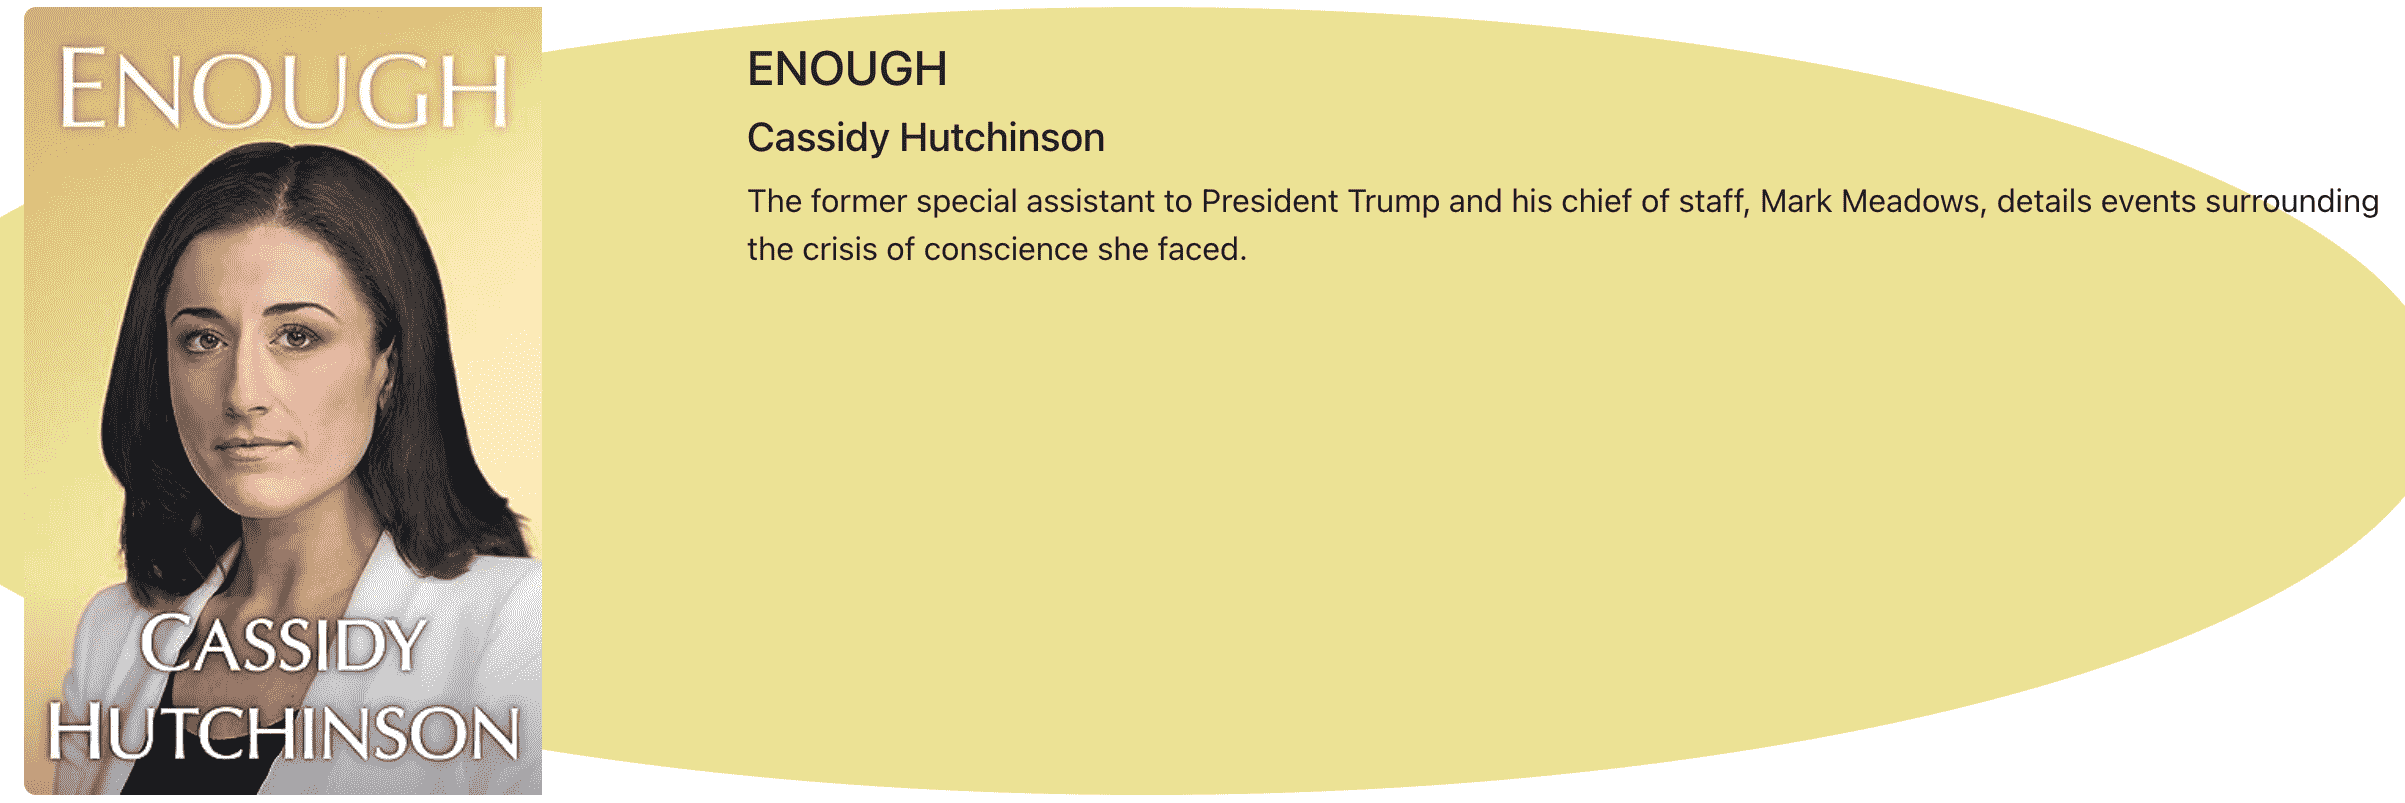 ENOUGH
CASSIDY
HUTCHINSON
ENOUGH
Cassidy Hutchinson
The former special assistant to President Trump and his chief of staff, Mark Meadows, details events surrounding
the crisis of conscience she faced.